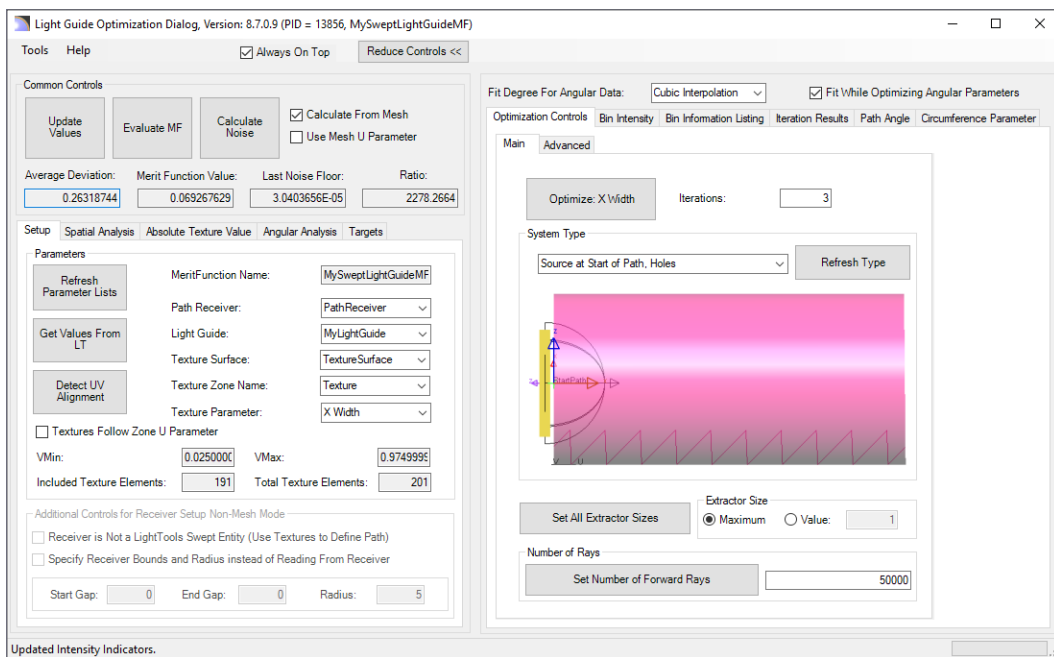 Light Guide Optimization Dialog, Version: 8.7.0.9 (PID = 13856, MySweptLightGuideMF)
Tools Help Always On Top Reduce Controls <<
Common Controls
Update Values
Evaluate MF
Calculate Noise
Calculate From Mesh
Use Mesh U Parameter
Average Deviation: Merit Function Value: Last Noise Floor: Ratio:
0.26318744 0.069267629 3.0403656E-05 2278.2664
Setup Spatial Analysis Absolute Texture Value Angular Analysis Targets
Parameters
Refresh Parameter Lists
MeritFunction Name: MySweptLightGuideMF
Path Receiver: PathReceiver
Get Values From LT
Light Guide: MyLightGuide
Texture Surface: TextureSurface
Detect UV Alignment
Texture Zone Name: Texture
Texture Parameter: X Width
Textures Follow Zone U Parameter
VMin: 0.025000( VMax: 0.974999
Included Texture Elements: 191 Total Texture Elements: 201
Additional Controls for Receiver Setup Non-Mesh Mode
Receiver is Not a LightTools Swept Entity (Use Textures to Define Path)
Specify Receiver Bounds and Radius instead of Reading From Receiver
Start Gap: 0 End Gap: 0 Radius: 5
Fit Degree For Angular Data: Cubic Interpolation Fit While Optimizing Angular Parameters
Optimization Controls Bin Intensity Bin Information Listing Iteration Results Path Angle Circumference Parameter
Main Advanced
Optimize: X Width Iterations: 3
System Type
Source at Start of Path, Holes Refresh Type
StartPath
V U
Set All Extractor Sizes
Extractor Size
Maximum Value: 1
Number of Rays
Set Number of Forward Rays 50000
Updated Intensity Indicators.